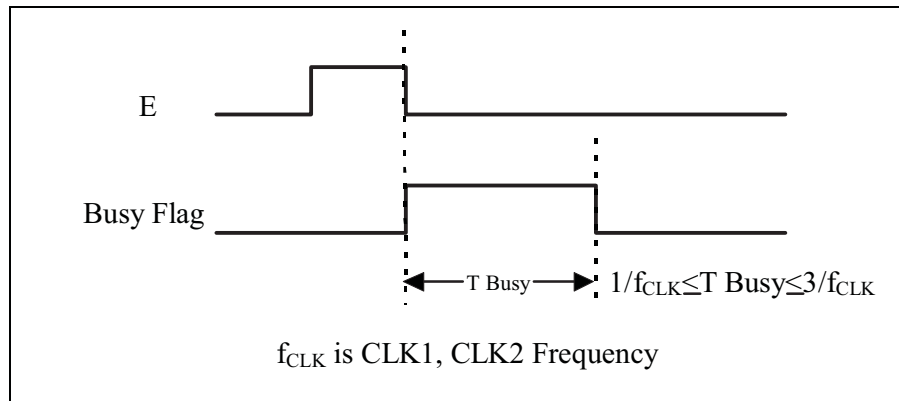 E
Busy Flag
T Busy
1/fCLK≤T Busy≤3/fCLK
fCLK is CLK1, CLK2 Frequency